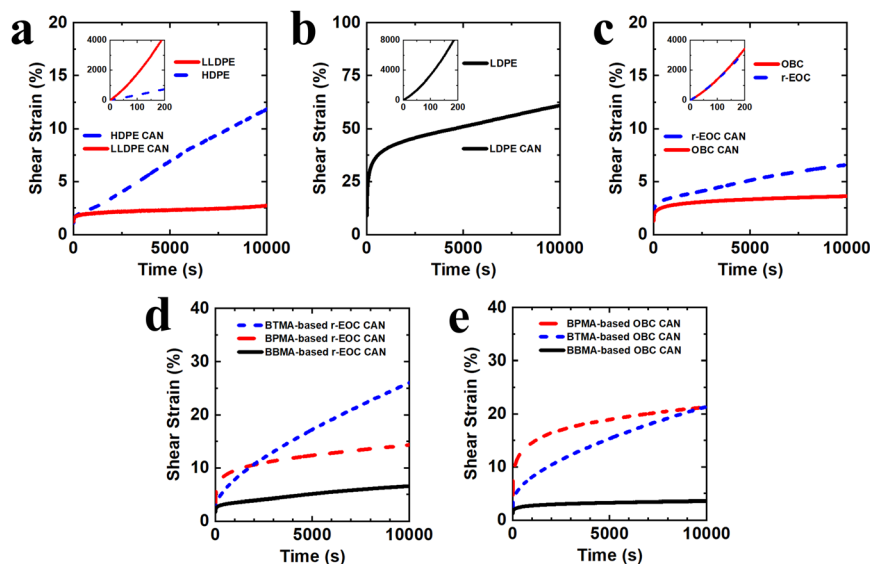 a
Shear Strain (%)
20
15
10
5
0
4000
2000
0
0 100 200
LLDPE
HDPE
HDPE CAN
LLDPE CAN
0 5000 10000
Time (s)
b
Shear Strain (%)
100
75
50
25
0
4000
2000
0
0 100 200
LDPE
LDPE CAN
0 5000 10000
Time (s)
c
Shear Strain (%)
20
15
10
5
0
4000
2000
0
0 100 200
OBC
r-EOC
r-EOC CAN
OBC CAN
0 5000 10000
Time (s)
d
Shear Strain (%)
40
30
20
10
0
BTMA-based r-EOC CAN
BPMA-based r-EOC CAN
BBMA-based r-EOC CAN
0 5000 10000
Time (s)
e
Shear Strain (%)
40
30
20
10
0
BPMA-based OBC CAN
BTMA-based OBC CAN
BBMA-based OBC CAN
0 5000 10000
Time (s)